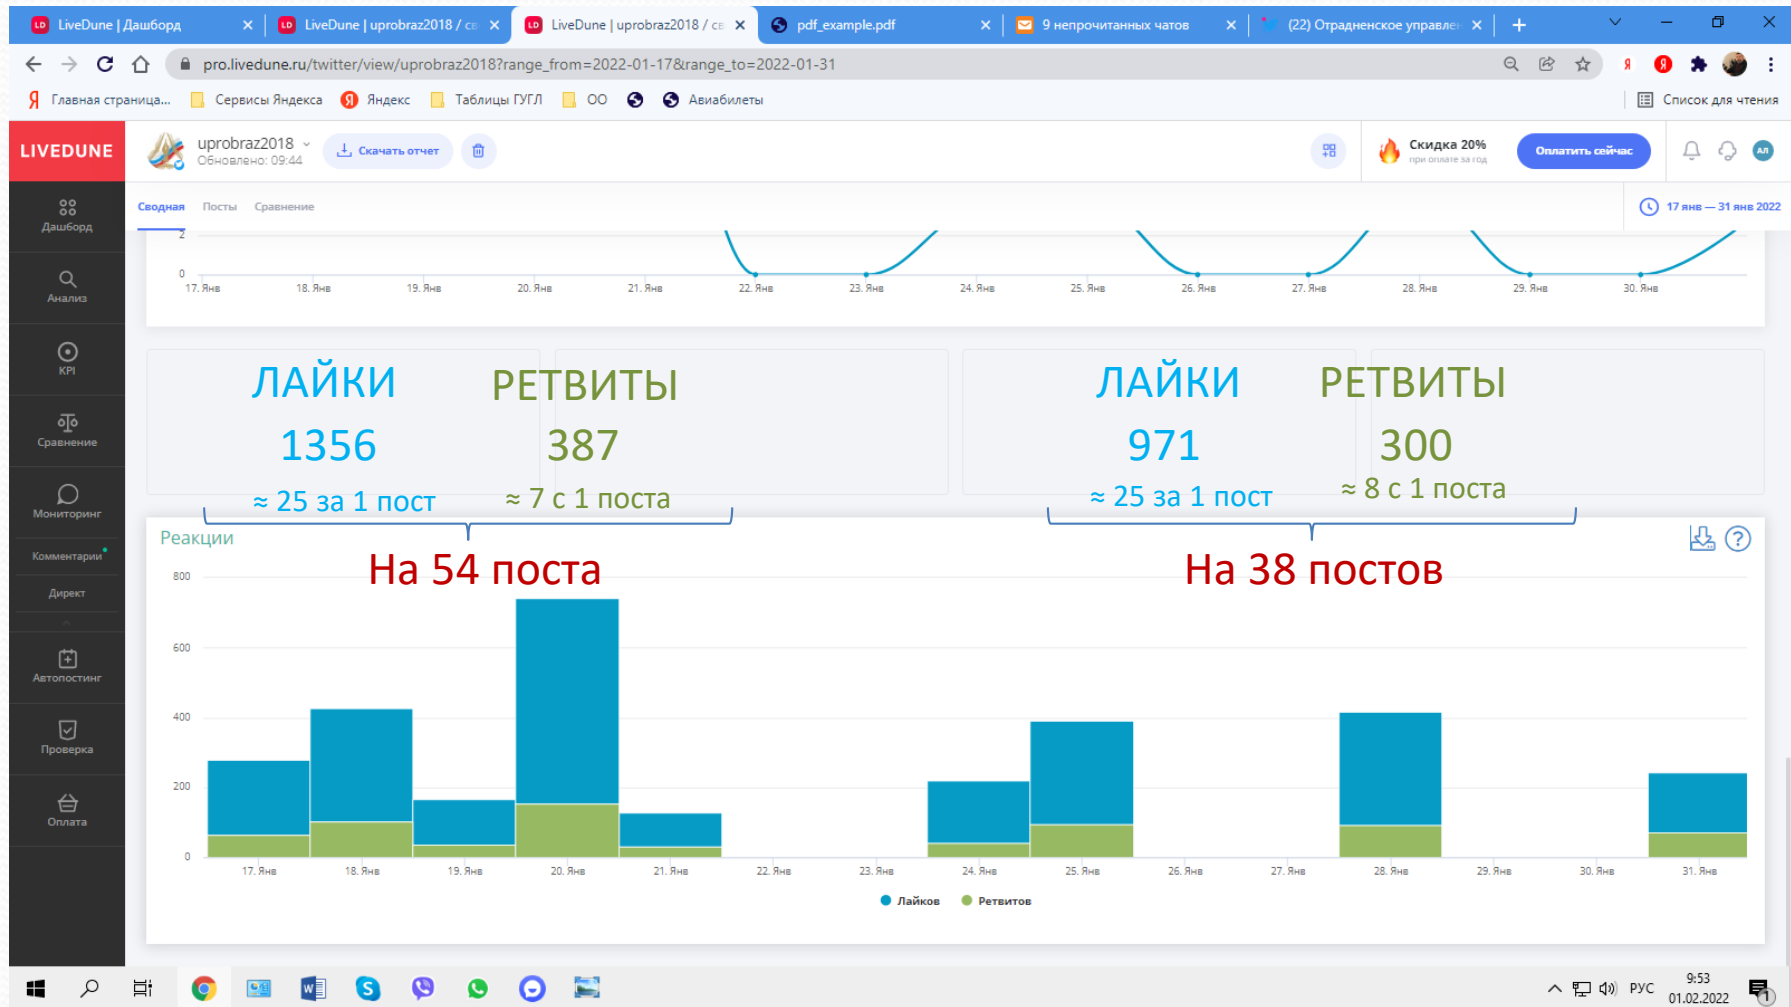 LiveDune | Дашборд
LiveDune | uprobraz2018 / св
LiveDune | uprobraz2018 / св
pdf_example.pdf
9 непрочитанных чатов
(22) Отрадненское управлен
pro.livedune.ru/twitter/view/uprobraz2018?range_from=2022-01-17&range_to=2022-01-31
Главная страница...
Сервисы Яндекса
Яндекс
Таблицы ГУГЛ
ОО
Авиабилеты
Список для чтения
LIVEDUNE
uprobraz2018
Обновлено: 09:44
Скачать отчет
Скидка 20%
при оплате за год
Оплатить сейчас
АЛ
Дашборд
Анализ
KPI
Сравнение
Мониторинг
Комментарии
Директ
Автопостинг
Проверка
Оплата
Сводная Посты Сравнение
17 янв — 31 янв 2022
2
0
17. Янв 18. Янв 19. Янв 20. Янв 21. Янв 22. Янв 23. Янв 24. Янв 25. Янв 26. Янв 27. Янв 28. Янв 29. Янв 30. Янв
ЛАЙКИ РЕТВИТЫ
1356 387
≈ 25 за 1 пост ≈ 7 с 1 поста
На 54 поста
ЛАЙКИ РЕТВИТЫ
971 300
≈ 25 за 1 пост ≈ 8 с 1 поста
На 38 постов
Реакции
800
600
400
200
0
17. Янв 18. Янв 19. Янв 20. Янв 21. Янв 22. Янв 23. Янв 24. Янв 25. Янв 26. Янв 27. Янв 28. Янв 29. Янв 30. Янв 31. Янв
Лайков Ретвитов
РУС
9:53
01.02.2022
1